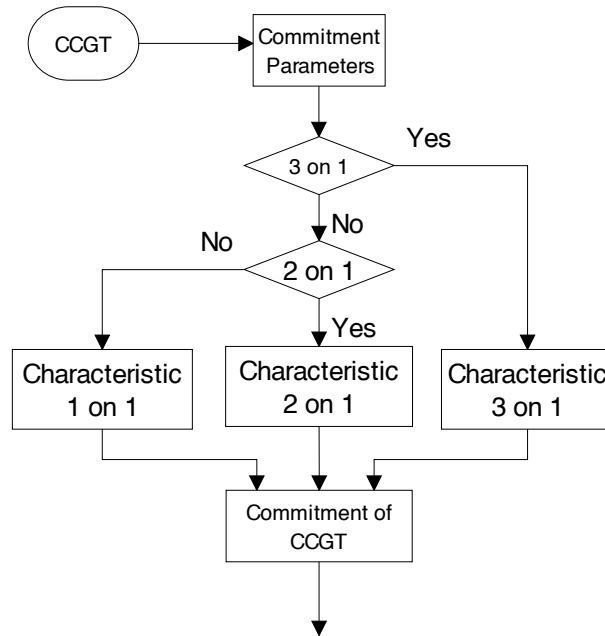 CCGT
Commitment
Parameters
Yes
3 on 1
No
No
2 on 1
Yes
Characteristic
1 on 1
Characteristic
2 on 1
Characteristic
3 on 1
Commitment of
CCGT